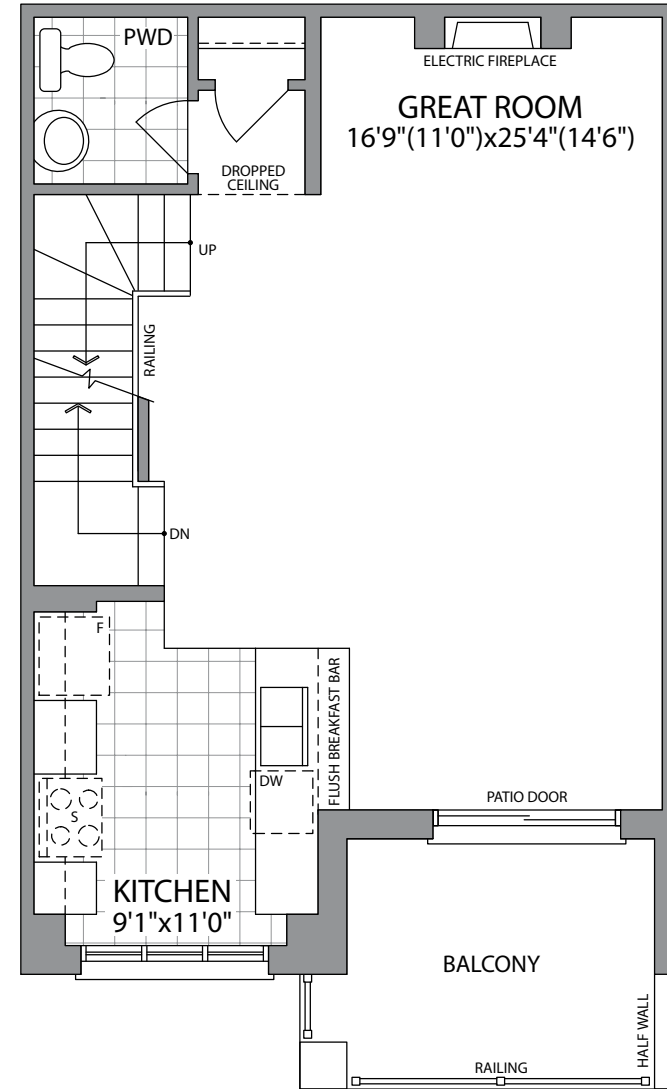 PWD
ELECTRIC FIREPLACE
GREAT ROOM
16'9"(11'0")x25'4"(14'6")
DROPPED
CEILING
UP
RAILING
DN
F
FLUSH BREAKFAST BAR
DW
S
PATIO DOOR
KITCHEN
9'1"x11'0"
BALCONY
HALF WALL
RAILING